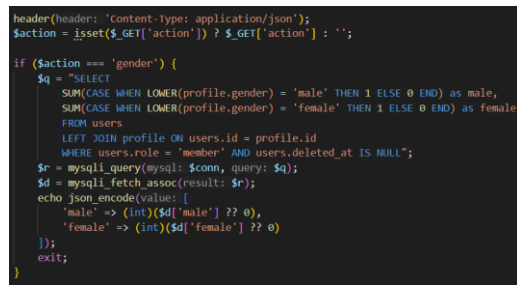 header(header: 'Content-Type: application/json');
$action = isset($_GET['action']) ? $_GET['action'] : '';
if ($action === 'gender') {
$q = "SELECT
SUM(CASE WHEN LOWER(profile.gender) = 'male' THEN 1 ELSE 0 END) as male,
SUM(CASE WHEN LOWER(profile.gender) = 'female' THEN 1 ELSE 0 END) as female
FROM users
LEFT JOIN profile ON users.id = profile.id
WHERE users.role = 'member' AND users.deleted_at IS NULL";
$r = mysqli_query(mysql: $conn, query: $q);
$d = mysqli_fetch_assoc(result: $r);
echo json_encode(value: [
'male' => (int)($d['male'] ?? 0),
'female' => (int)($d['female'] ?? 0)
]);
exit;
}